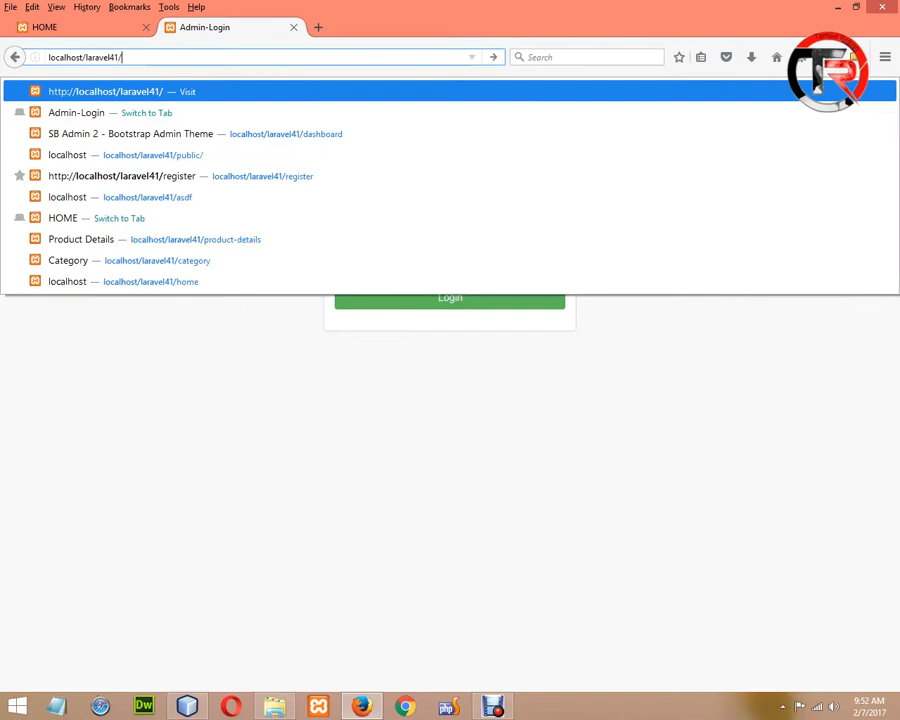 File Edit View History Bookmarks Tools Help
HOME
Admin-Login
localhost/laravel41/
Search
http://localhost/laravel41/ — Visit
Admin-Login — Switch to Tab
SB Admin 2 - Bootstrap Admin Theme — localhost/laravel41/dashboard
localhost — localhost/laravel41/public/
http://localhost/laravel41/register — localhost/laravel41/register
localhost — localhost/laravel41/asdf
HOME — Switch to Tab
Product Details — localhost/laravel41/product-details
Category — localhost/laravel41/category
localhost — localhost/laravel41/home
Login
TR
Dw
php
9:52 AM
2/7/2017